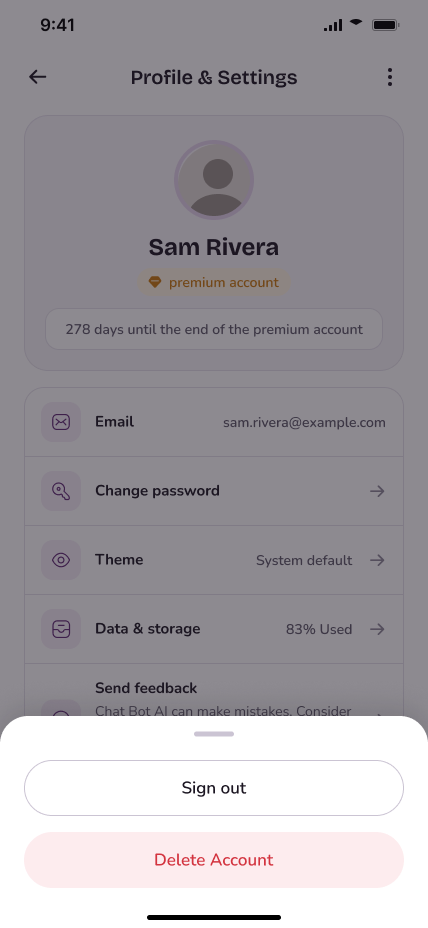 9:41
Profile & Settings
Sam Rivera
premium account
278 days until the end of the premium account
Email sam.rivera@example.com
Change password
Theme System default
Data & storage 83% Used
Send feedback
Chat Bot AI can make mistakes. Consider
Sign out
Delete Account